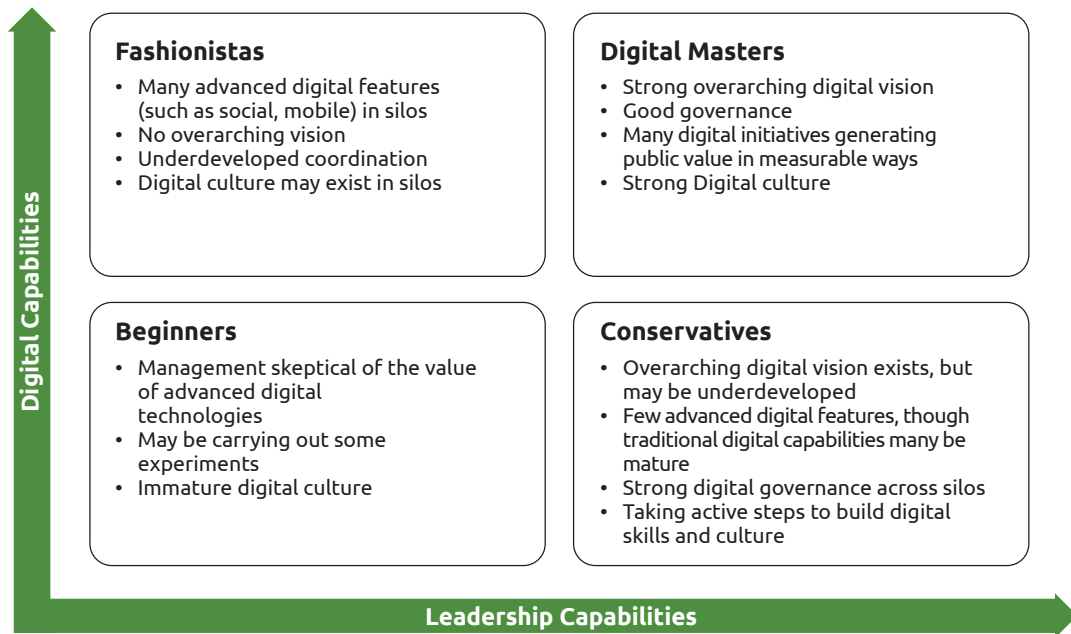 Digital Capabilities
Fashionistas
• Many advanced digital features
(such as social, mobile) in silos
• No overarching vision
• Underdeveloped coordination
• Digital culture may exist in silos
Digital Masters
• Strong overarching digital vision
• Good governance
• Many digital initiatives generating
public value in measurable ways
• Strong Digital culture
Beginners
• Management skeptical of the value
of advanced digital
technologies
• May be carrying out some
experiments
• Immature digital culture
Conservatives
• Overarching digital vision exists, but
may be underdeveloped
• Few advanced digital features, though
traditional digital capabilities many be
mature
• Strong digital governance across silos
• Taking active steps to build digital
skills and culture
Leadership Capabilities